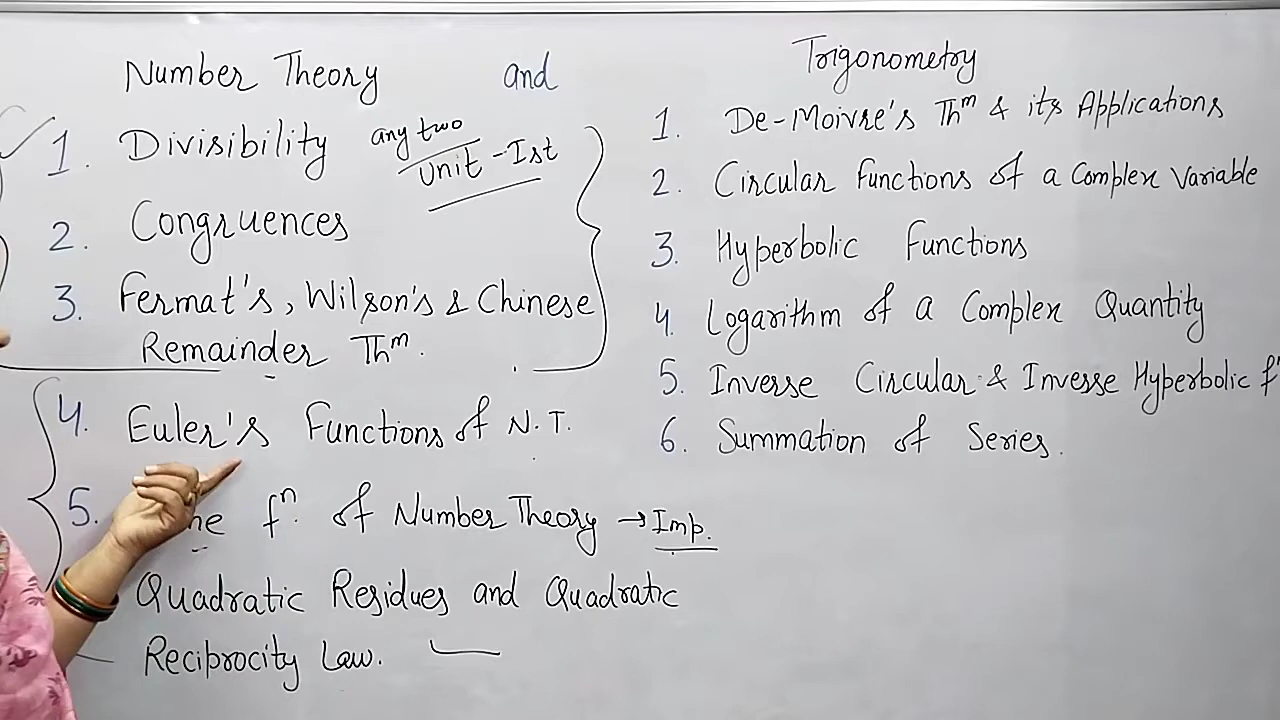 Number Theory and
1. Divisibility any two
Unit - Ist
2. Congruences
3. Fermat's, Wilson's & Chinese
Remainder Thm.
4. Euler's Functions of N.T.
5. fn. of Number Theory → Imp.
Quadratic Residues and Quadratic
Reciprocity Law.
Trigonometry
1. De-Moivre's Thm & its Applications
2. Circular Functions of a Complex Variable
3. Hyperbolic Functions
4. Logarithm of a Complex Quantity
5. Inverse Circular & Inverse Hyperbolic fn
6. Summation of Series.